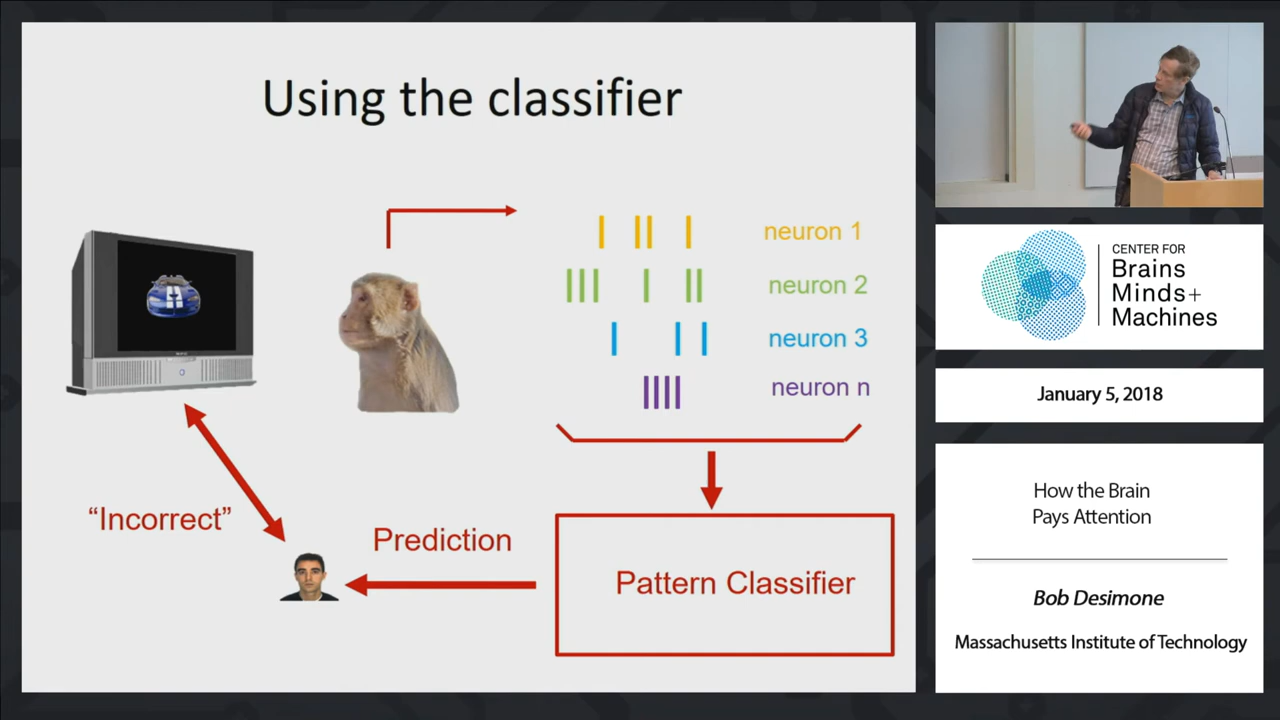 Using the classifier
neuron 1
neuron 2
neuron 3
neuron n
“Incorrect”
Prediction
Pattern Classifier
CENTER FOR
Brains
Minds+
Machines
January 5, 2018
How the Brain
Pays Attention
Bob Desimone
Massachusetts Institute of Technology